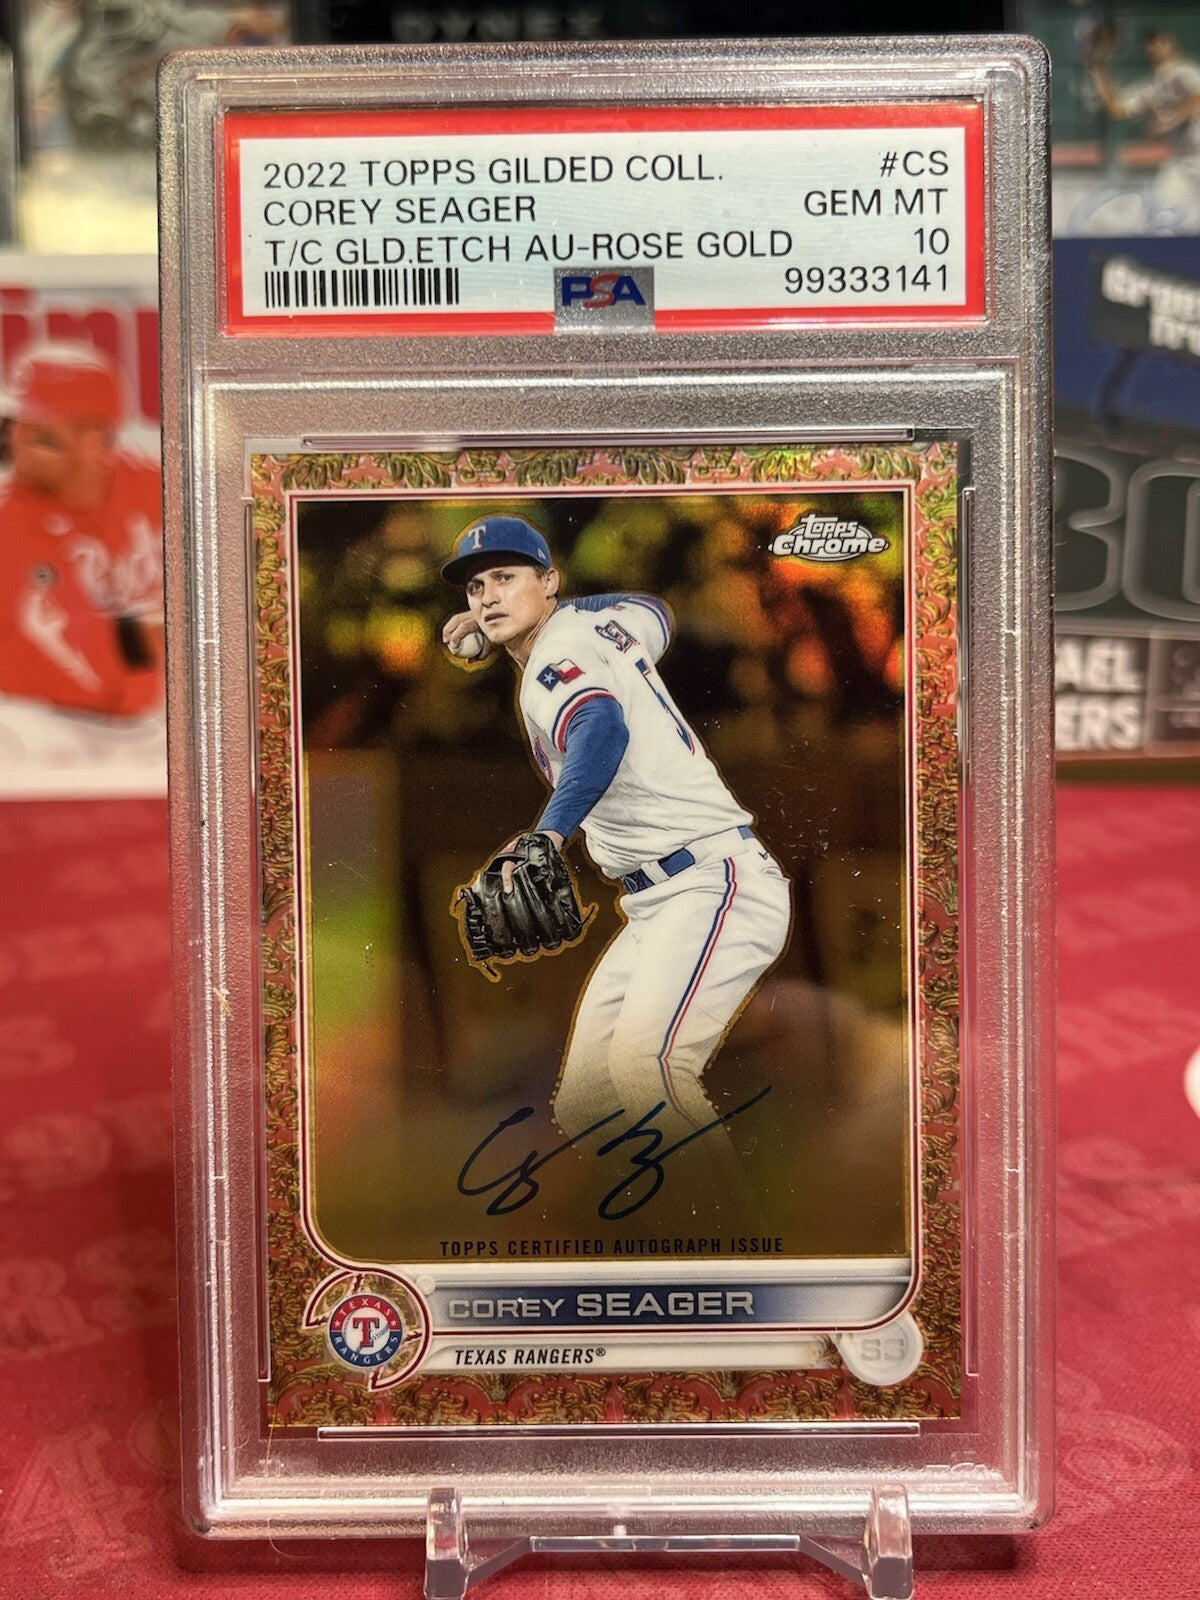 2022 TOPPS GILDED COLL. #CS
COREY SEAGER GEM MT
T/C GLD.ETCH AU-ROSE GOLD 10
PSA 99333141
topps
Chrome
T
TOPPS CERTIFIED AUTOGRAPH ISSUE
COREY SEAGER
TEXAS RANGERS®
SS
TEXAS
T
RANGERS